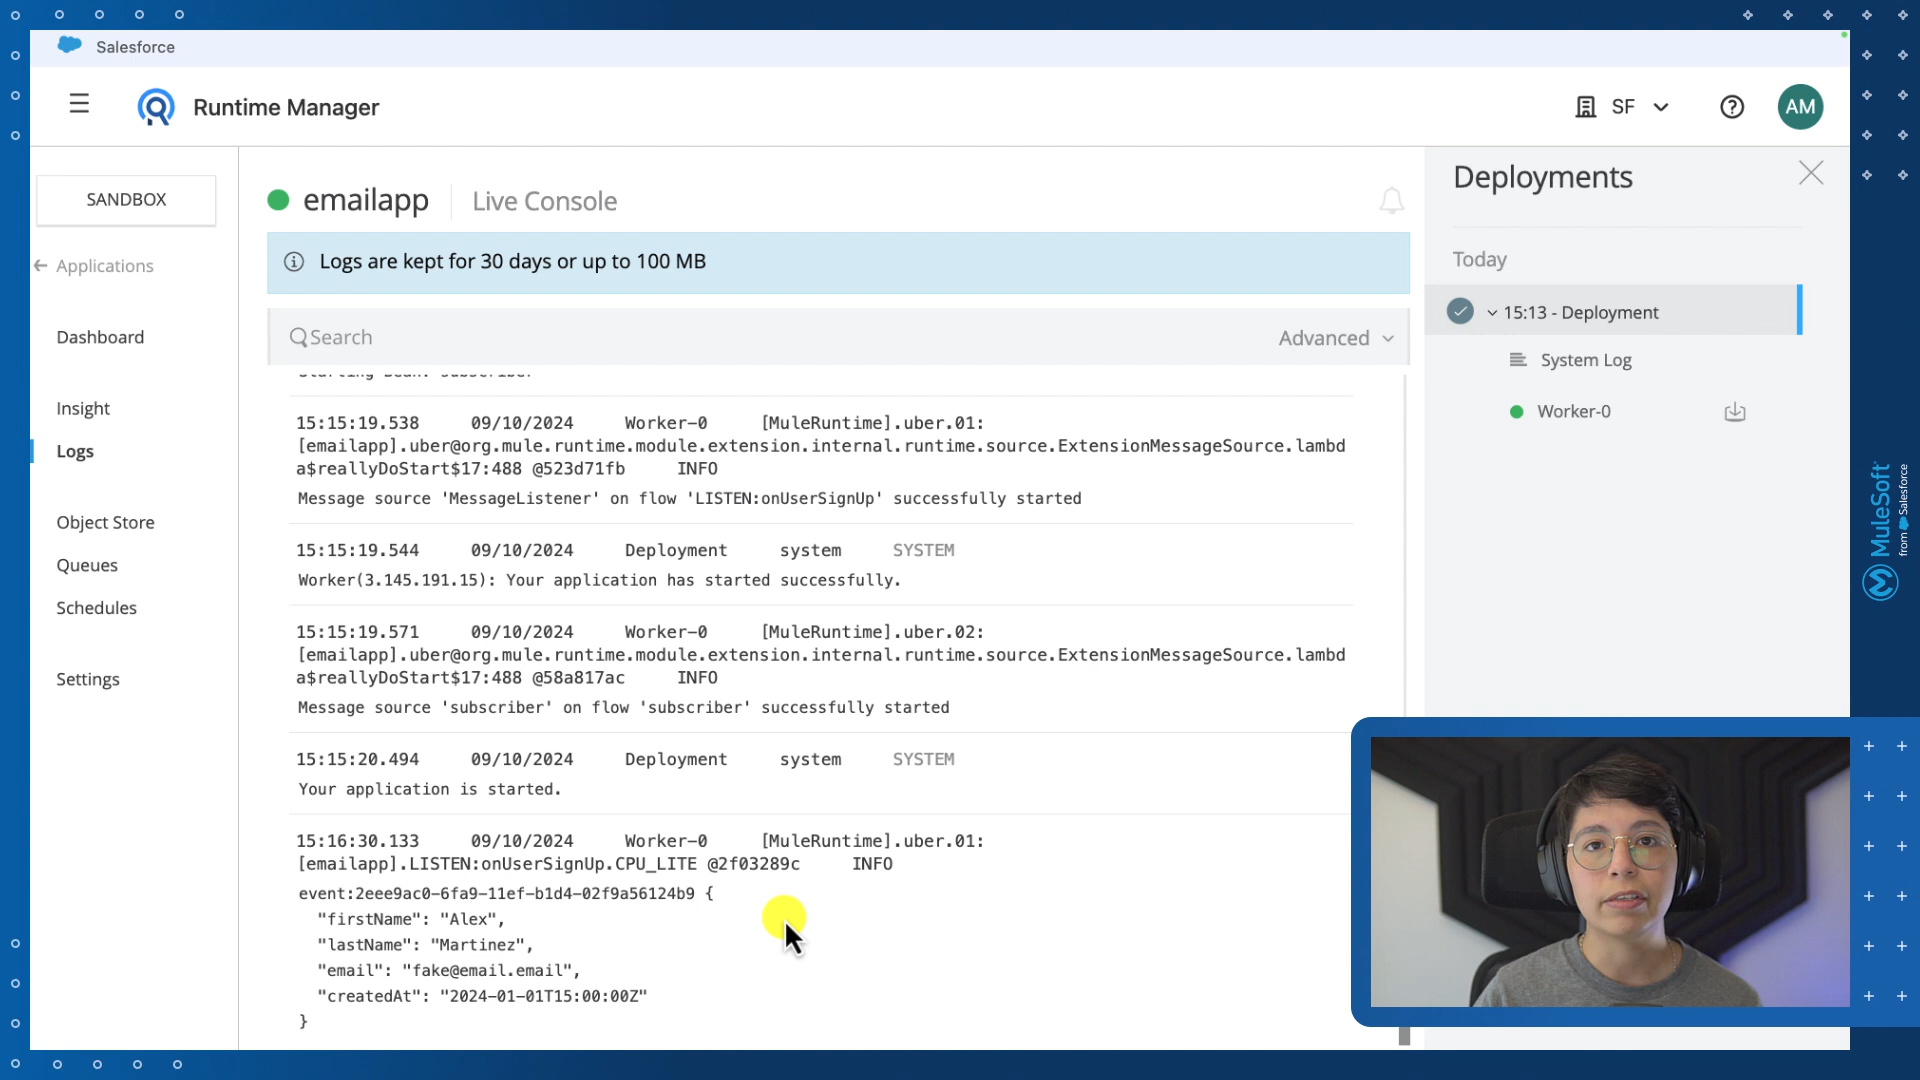 Salesforce
Runtime Manager
SF
AM
SANDBOX
Applications
Dashboard
Insight
Logs
Object Store
Queues
Schedules
Settings
emailapp
Live Console
Logs are kept for 30 days or up to 100 MB
Search
Advanced
Starting Bean: subscriber
15:15:19.538 09/10/2024 Worker-0 [MuleRuntime].uber.01:
[emailapp].uber@org.mule.runtime.module.extension.internal.runtime.source.ExtensionMessageSource.lambd
a$reallyDoStart$17:488 @523d71fb INFO
Message source 'MessageListener' on flow 'LISTEN:onUserSignUp' successfully started
15:15:19.544 09/10/2024 Deployment system SYSTEM
Worker(3.145.191.15): Your application has started successfully.
15:15:19.571 09/10/2024 Worker-0 [MuleRuntime].uber.02:
[emailapp].uber@org.mule.runtime.module.extension.internal.runtime.source.ExtensionMessageSource.lambd
a$reallyDoStart$17:488 @58a817ac INFO
Message source 'subscriber' on flow 'subscriber' successfully started
15:15:20.494 09/10/2024 Deployment system SYSTEM
Your application is started.
15:16:30.133 09/10/2024 Worker-0 [MuleRuntime].uber.01:
[emailapp].LISTEN:onUserSignUp.CPU_LITE @2f03289c INFO
event:2eee9ac0-6fa9-11ef-b1d4-02f9a56124b9 {
"firstName": "Alex",
"lastName": "Martinez",
"email": "fake@email.email",
"createdAt": "2024-01-01T15:00:00Z"
}
Deployments
Today
15:13 - Deployment
System Log
Worker-0
MuleSoft
from Salesforce